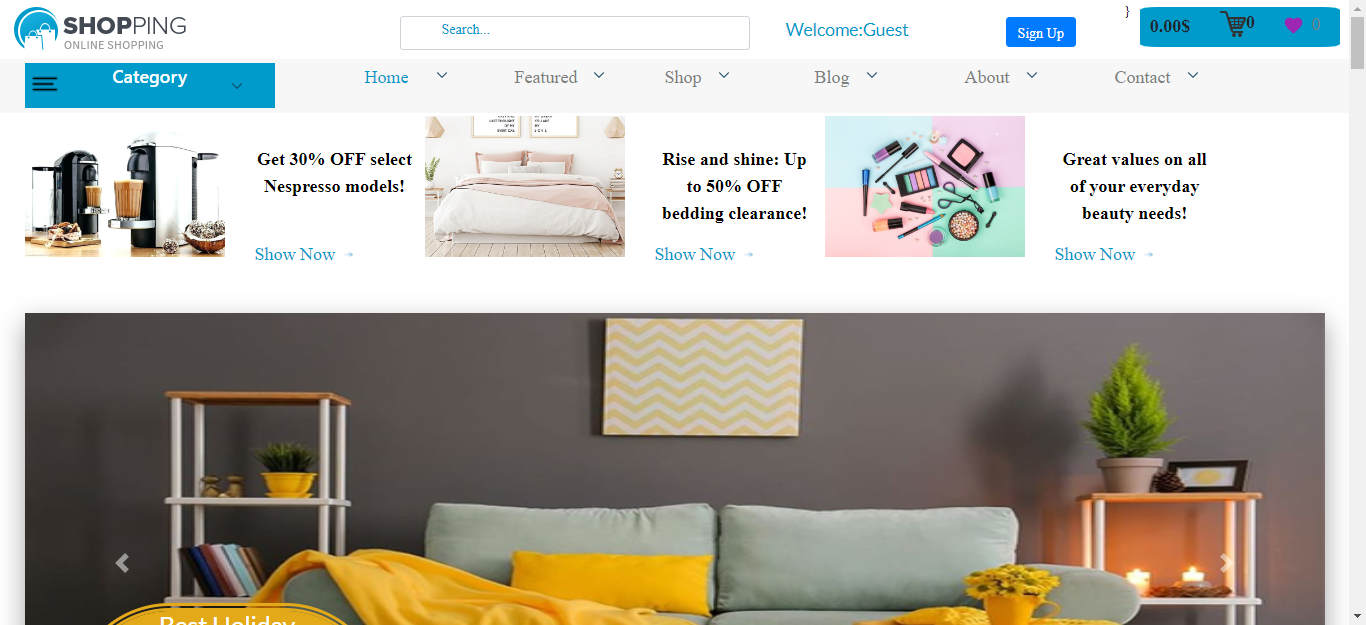 SHOPPING
ONLINE SHOPPING
Search...
Welcome:Guest
Sign Up
}
0.00$
0
0
Category
Home
Featured
Shop
Blog
About
Contact
Get 30% OFF select
Nespresso models!
Show Now
Rise and shine: Up
to 50% OFF
bedding clearance!
Show Now
Great values on all
of your everyday
beauty needs!
Show Now
Best Holiday